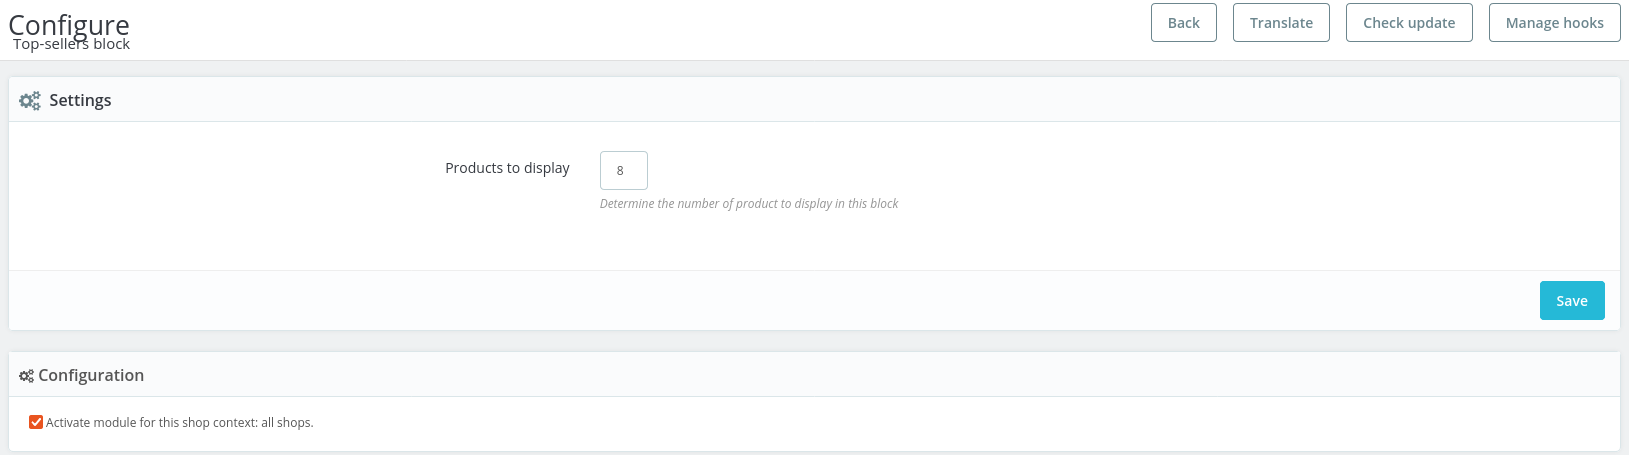 Configure
Top-sellers block
Back
Translate
Check update
Manage hooks
Settings
Products to display
8
Determine the number of product to display in this block
Save
Configuration
Activate module for this shop context: all shops.